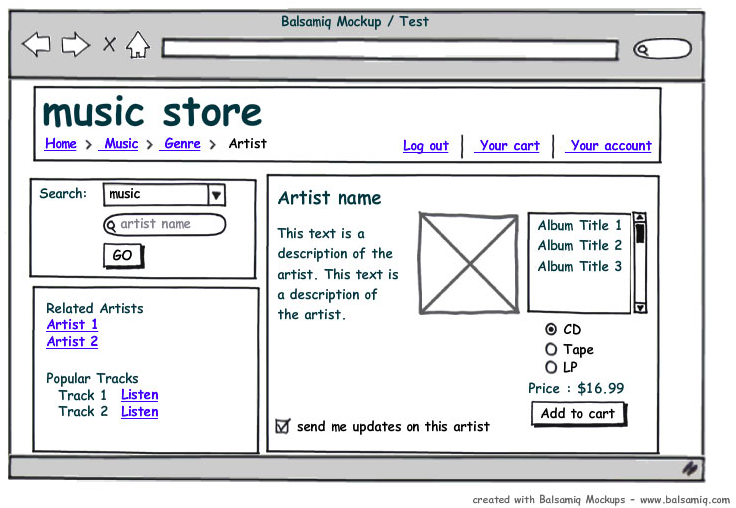 Balsamiq Mockup / Test
music store
Home > Music > Genre > Artist
Log out | Your cart | Your account
Search: music
artist name
GO
Related Artists
Artist 1
Artist 2
Popular Tracks
Track 1 Listen
Track 2 Listen
Artist name
This text is a
description of the
artist. This text is
a description of
the artist.
Album Title 1
Album Title 2
Album Title 3
CD
Tape
LP
Price : $16.99
Add to cart
send me updates on this artist
created with Balsamiq Mockups - www.balsamiq.com